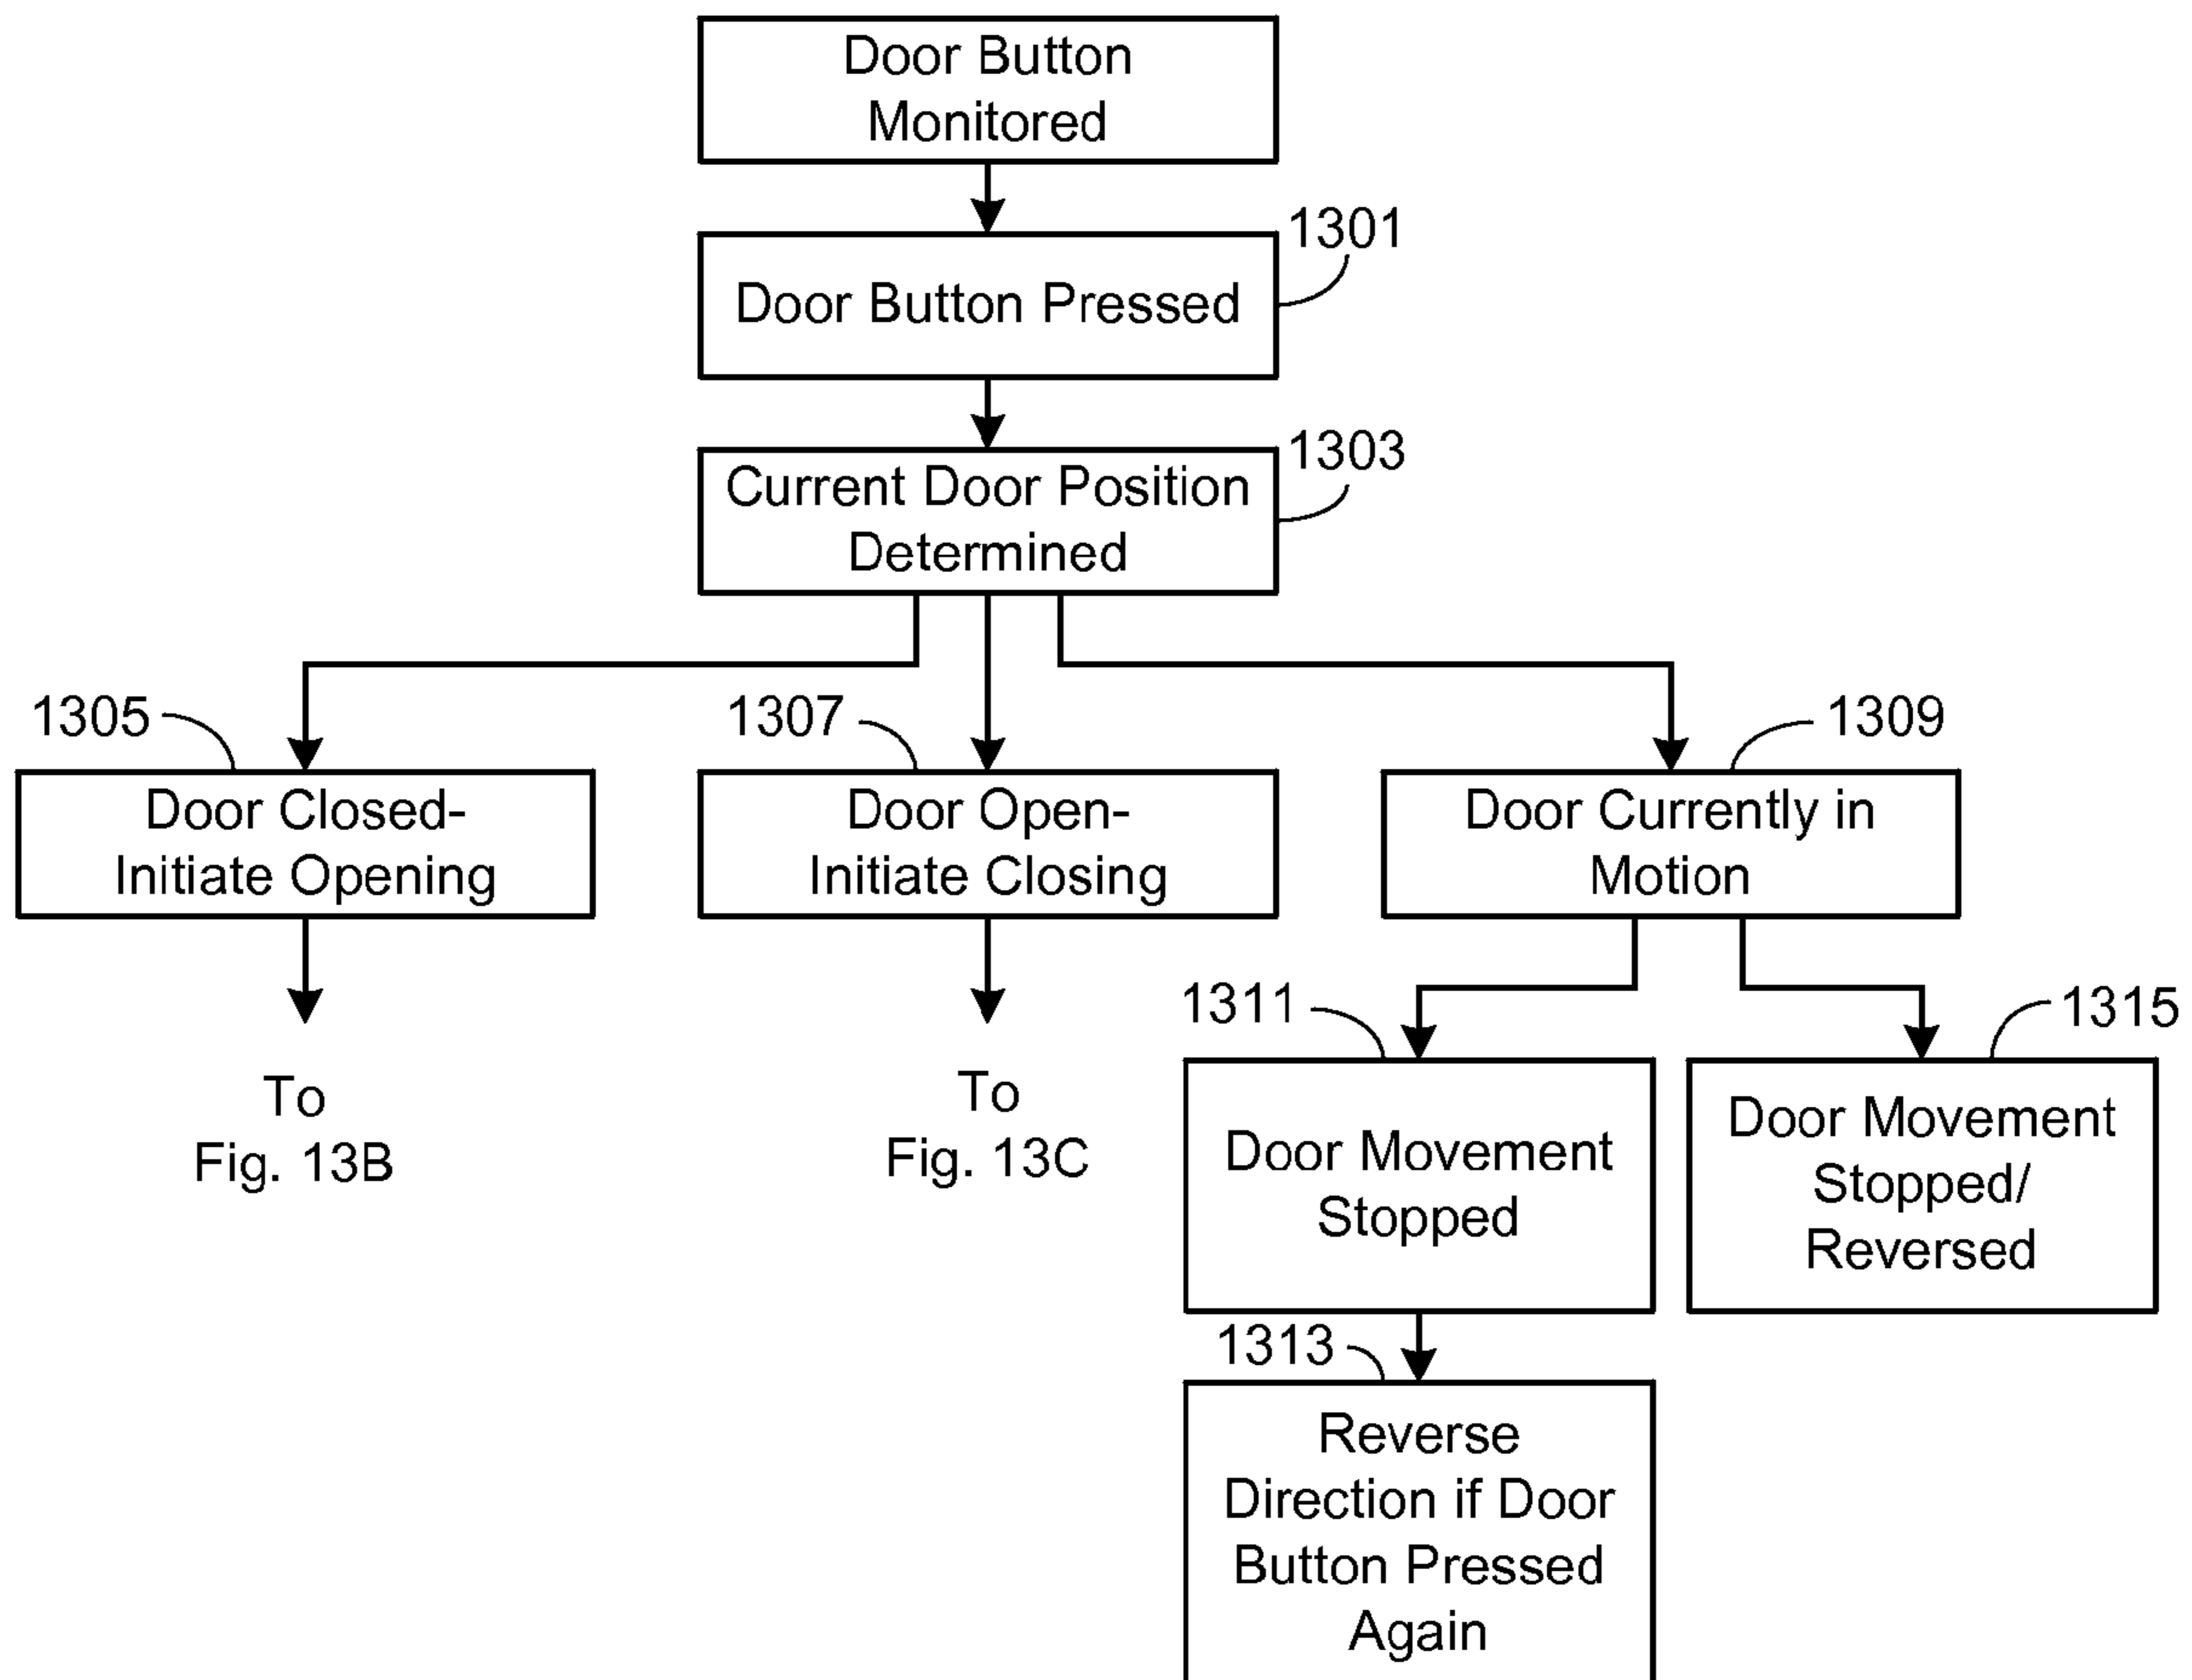 Door Button
Monitored
1301
Door Button Pressed
1303
Current Door Position
Determined
1305
1307
1309
Door Closed-
Initiate Opening
Door Open-
Initiate Closing
Door Currently in
Motion
To
Fig. 13B
To
Fig. 13C
1311
1315
Door Movement
Stopped
Door Movement
Stopped/
Reversed
1313
Reverse
Direction if Door
Button Pressed
Again